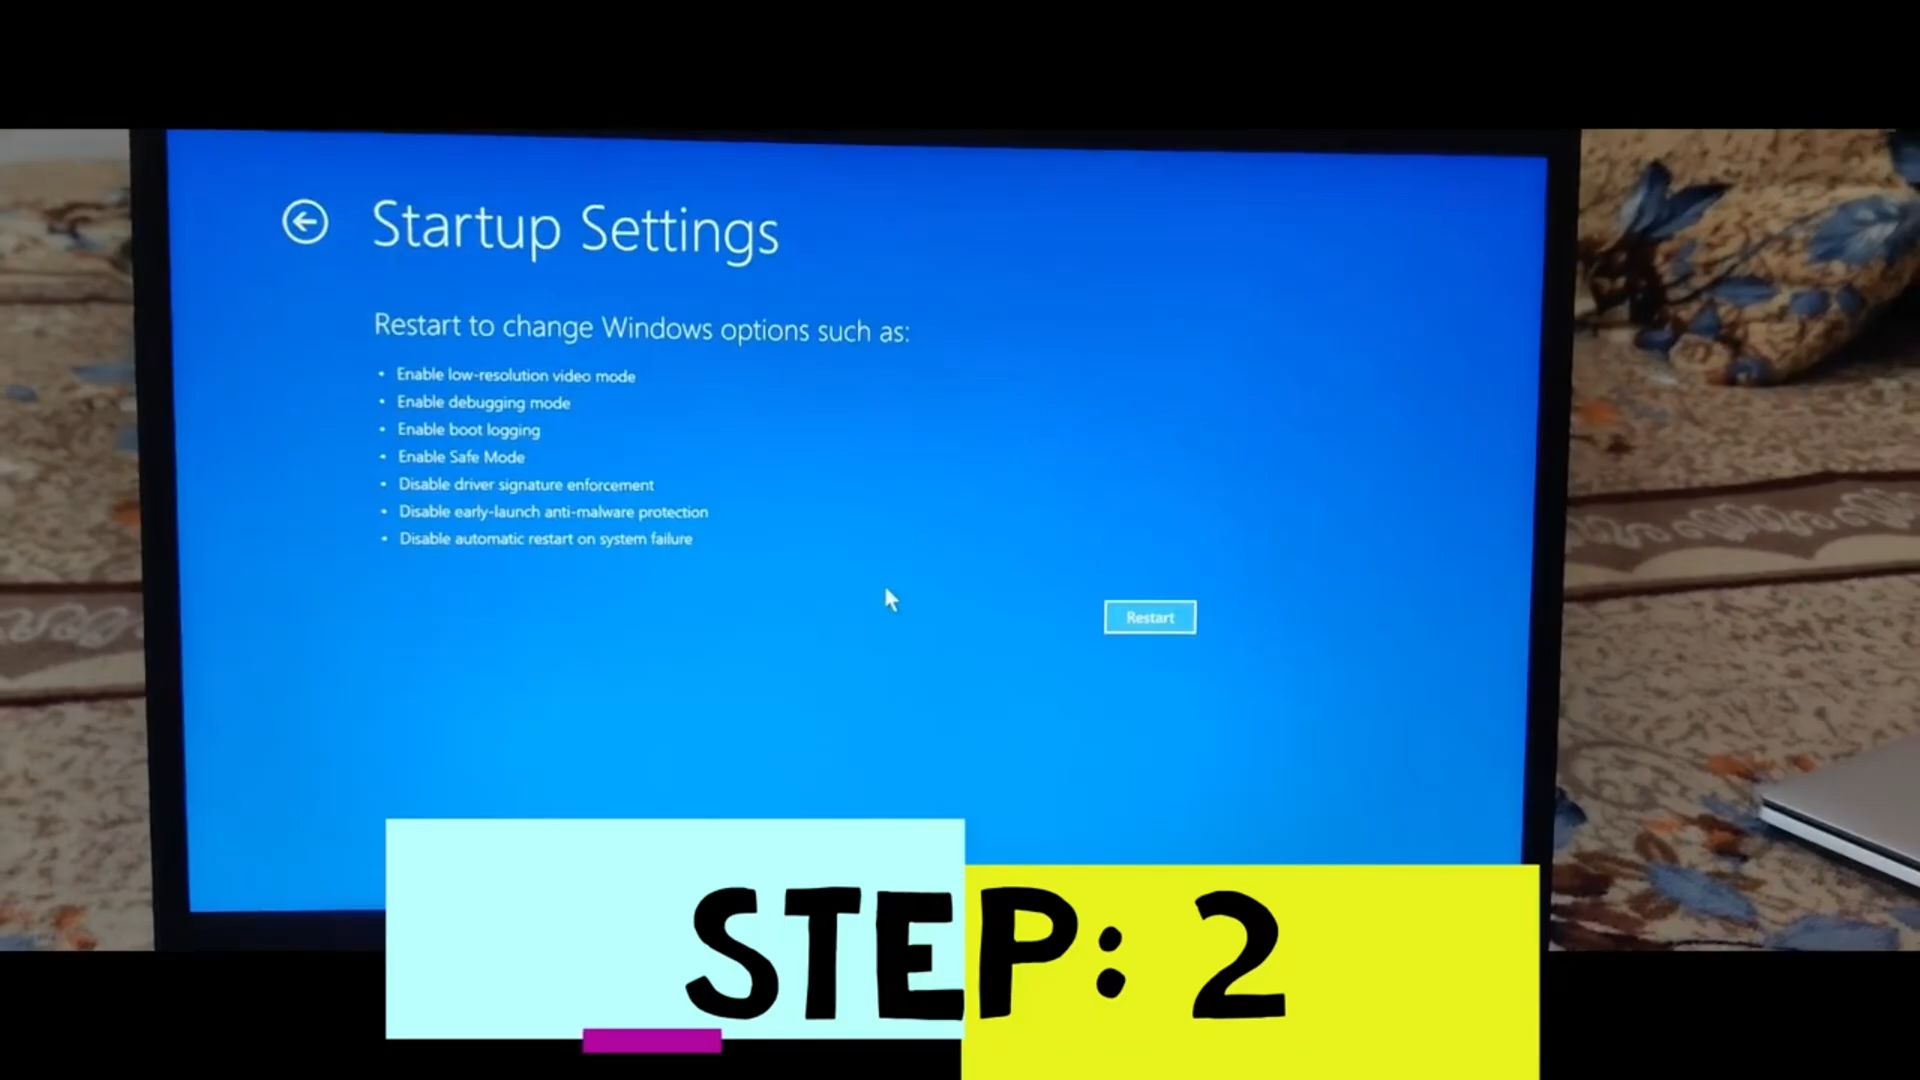 Startup Settings
Restart to change Windows options such as:
• Enable low-resolution video mode
• Enable debugging mode
• Enable boot logging
• Enable Safe Mode
• Disable driver signature enforcement
• Disable early-launch anti-malware protection
• Disable automatic restart on system failure
Restart
STEP: 2